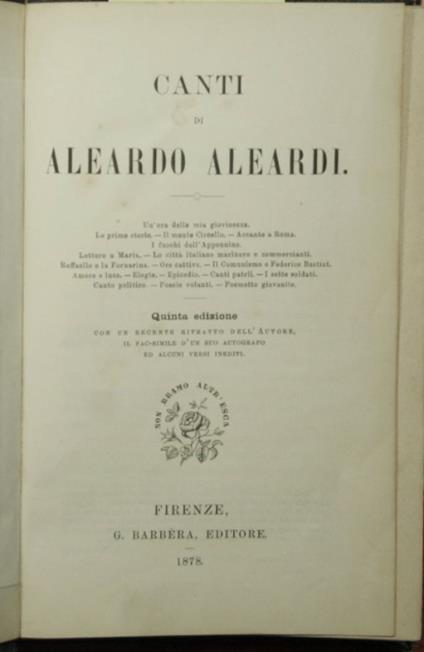 CANTI
DI
ALEARDO ALEARDI.
Un'ora della mia giovinezza.
Le prime storie. — Il monte Circello. — Accanto a Roma.
I fuochi dell'Appennino.
Lettere a Maria. — Le città italiane marinare e commercianti.
Raffaello e la Fornarina. — Ore cattive. — Il Comunismo e Federico Bastiat.
Amore e luce. — Elegia. — Epicedio. — Canti patrii. — I sette soldati.
Canto politico. — Poesie volanti. — Poemetto giovanile.
Quinta edizione
CON UN RECENTE RITRATTO DELL'AUTORE,
IL FAC-SIMILE D'UN SUO AUTOGRAFO
ED ALCUNI VERSI INEDITI.
NON BRAMO ALTR'ESCA
FIRENZE,
G. BARBÈRA, EDITORE.
1878.